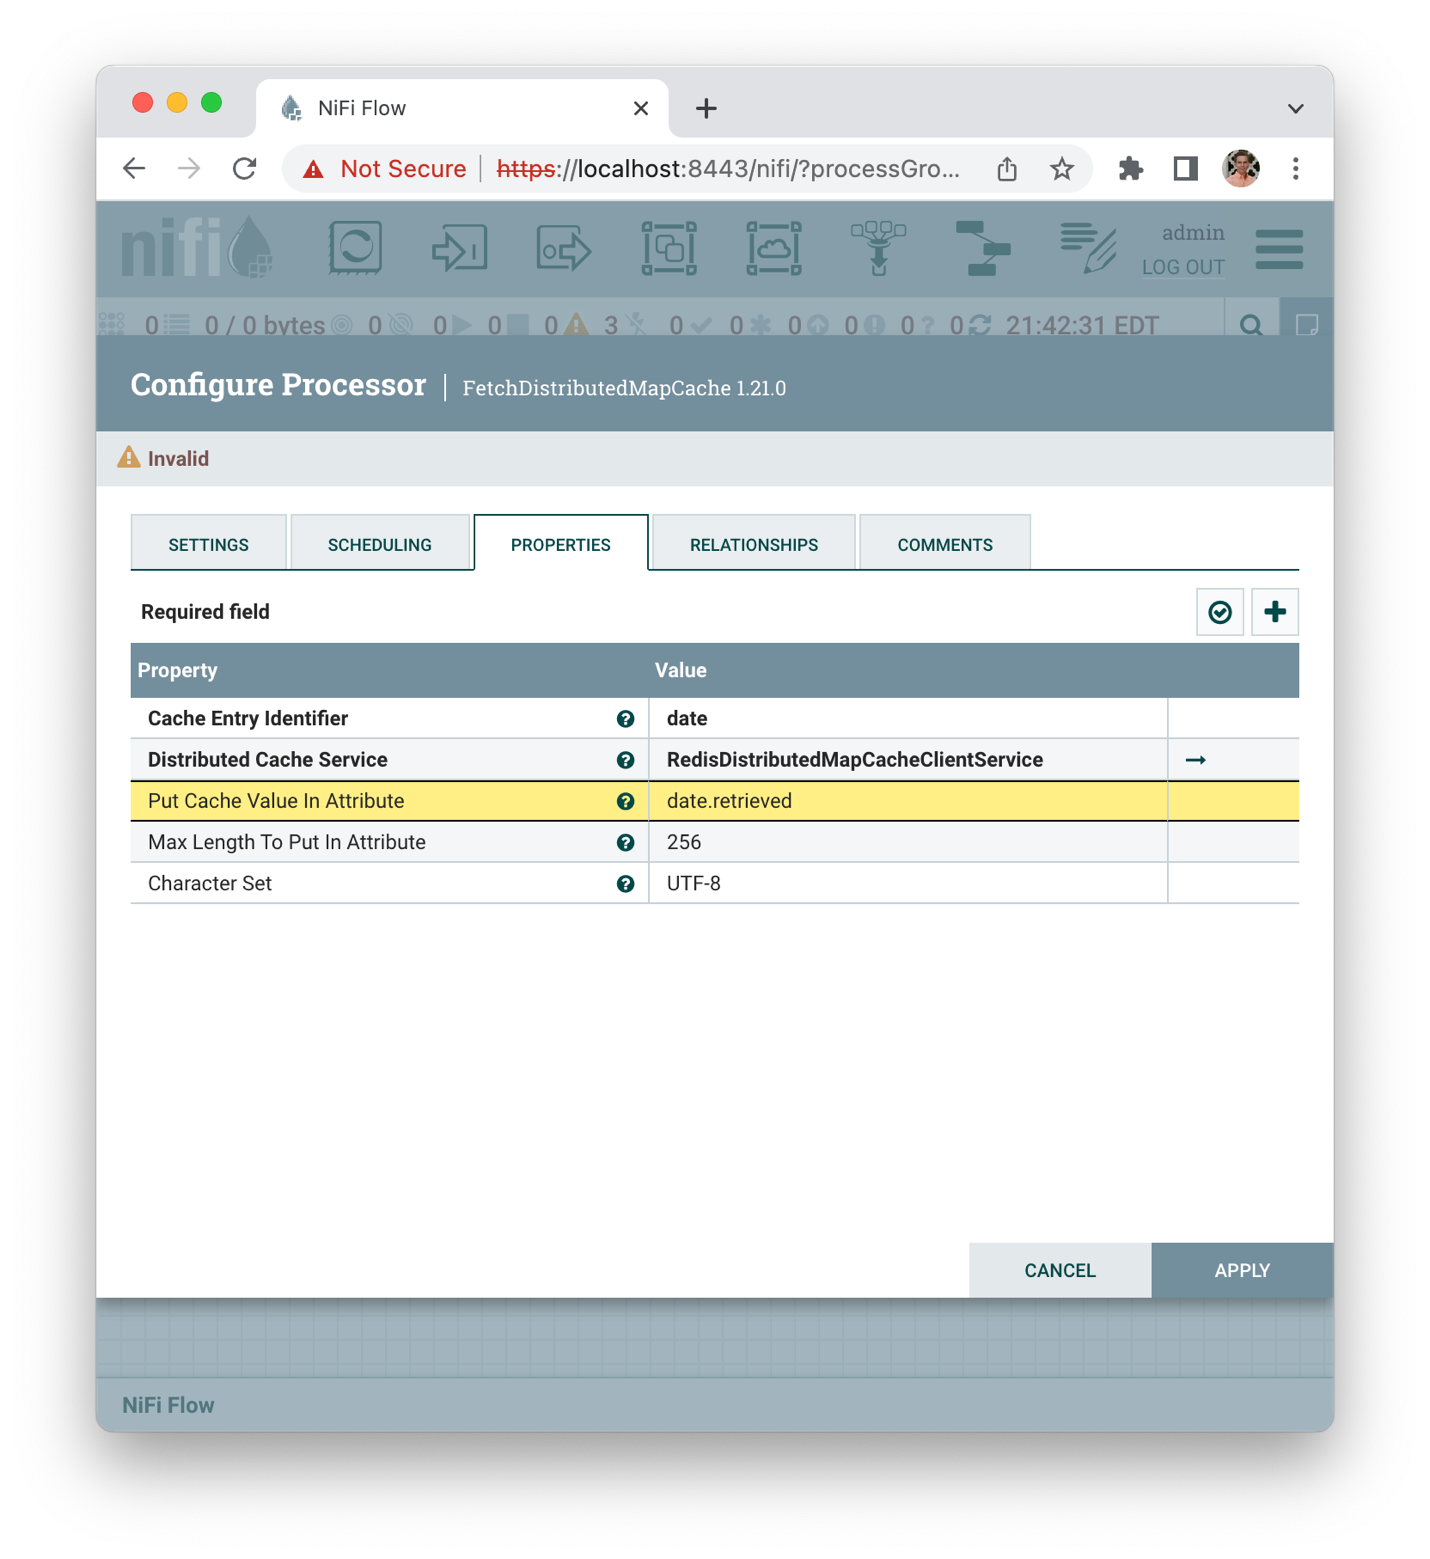 NiFi Flow
Not Secure https://localhost:8443/nifi/?processGro...
nifi
admin
LOG OUT
0 0 / 0 bytes 0 0 0 0 3 0 0 0 0 0 ? 0 21:42:31 EDT
Configure Processor | FetchDistributedMapCache 1.21.0
Invalid
SETTINGS SCHEDULING PROPERTIES RELATIONSHIPS COMMENTS
Required field
Property Value
Cache Entry Identifier ? date
Distributed Cache Service ? RedisDistributedMapCacheClientService
Put Cache Value In Attribute ? date.retrieved
Max Length To Put In Attribute ? 256
Character Set ? UTF-8
CANCEL APPLY
NiFi Flow